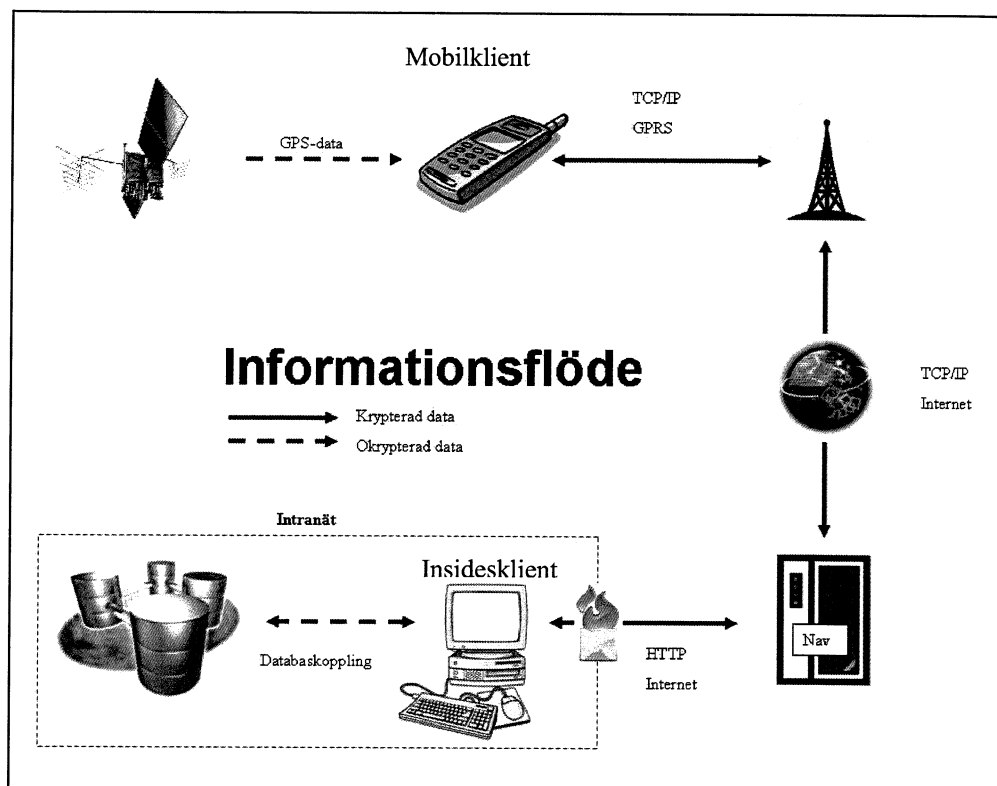 Mobilklient
TCP/IP
GPRS
GPS-data
Informationsflöde
Krypterad data
Okrypterad data
TCP/IP
Internet
Intranät
Insidesklient
Databaskoppling
HTTP
Internet
Nav